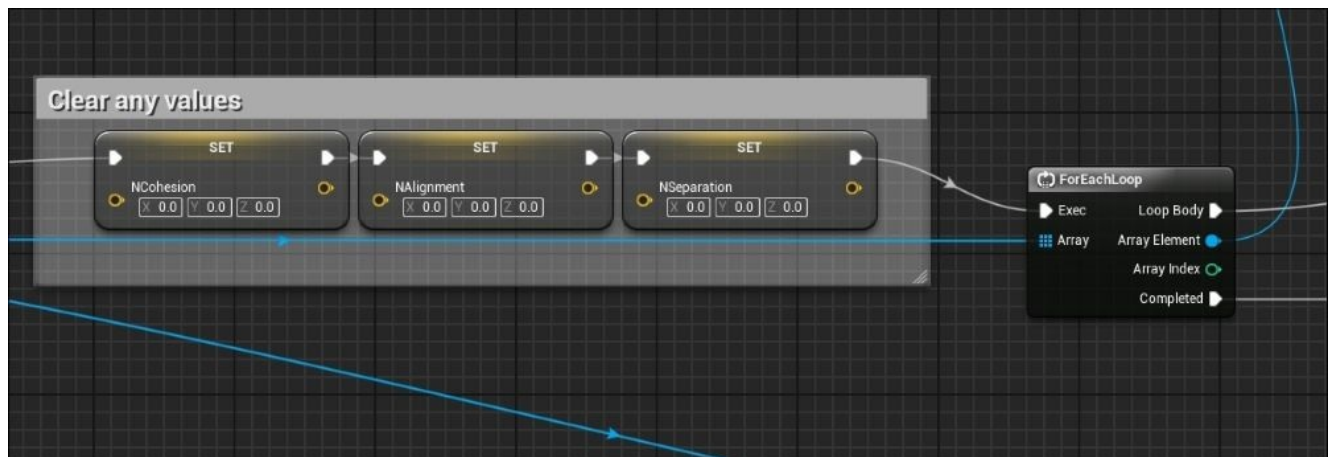 Clear any values
SET
NCohesion
X 0.0 Y 0.0 Z 0.0
SET
NAlignment
X 0.0 Y 0.0 Z 0.0
SET
NSeparation
X 0.0 Y 0.0 Z 0.0
ForEachLoop
Exec Loop Body
Array Array Element
Array Index
Completed